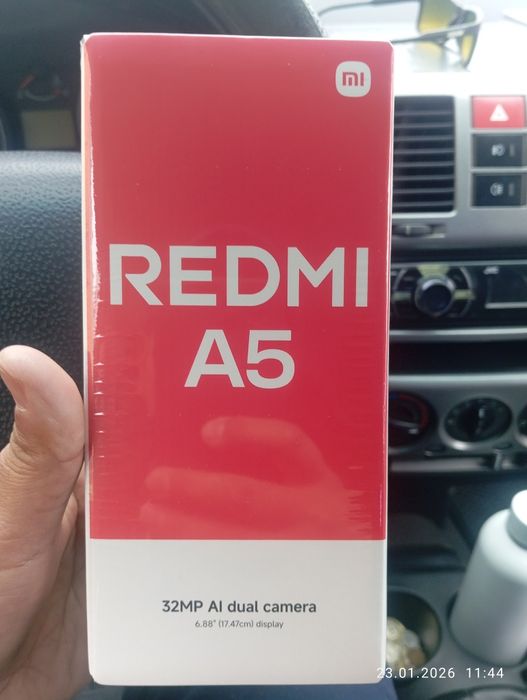 mi
REDMI
A5
32MP AI dual camera
6.88" (17.47cm) display
23.01.2026 11:44